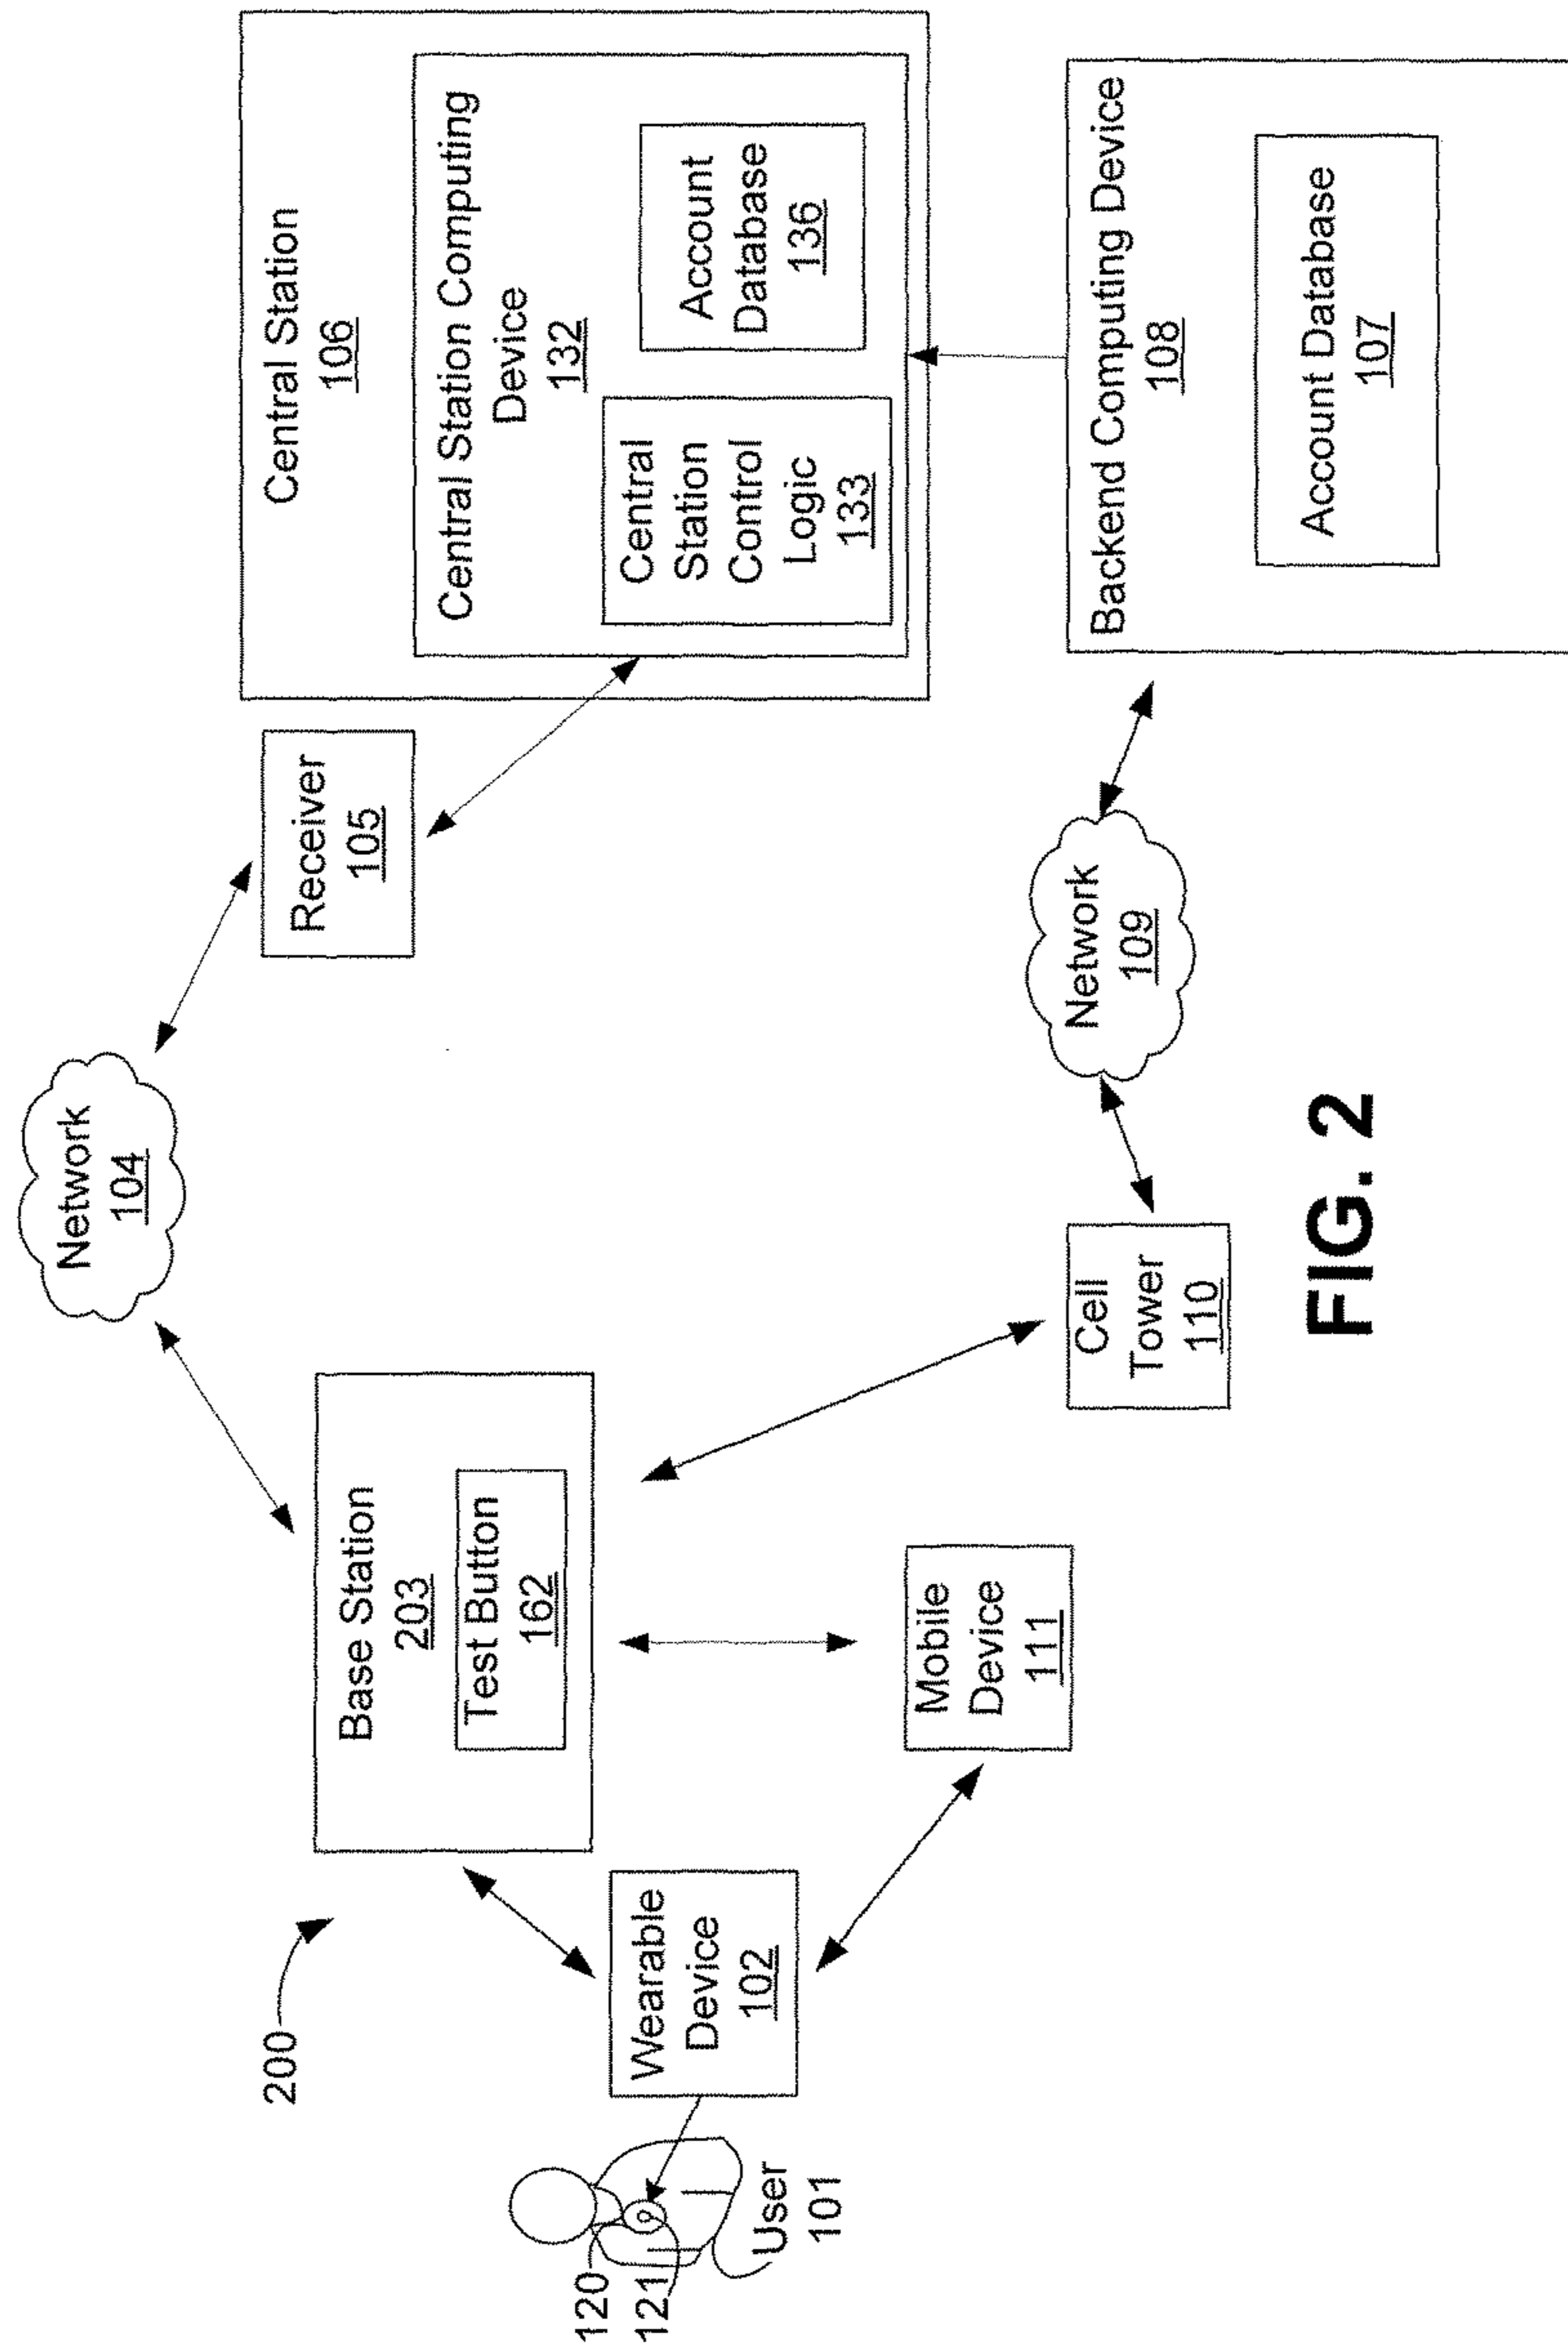 200
120
121
User
101
Wearable
Device
102
Base Station
203
Test Button
162
Mobile
Device
111
Network
104
Cell
Tower
110
Receiver
105
Network
109
Central Station
106
Central Station Computing
Device
132
Central
Station
Control
Logic
133
Account
Database
136
Backend Computing Device
108
Account Database
107
FIG. 2